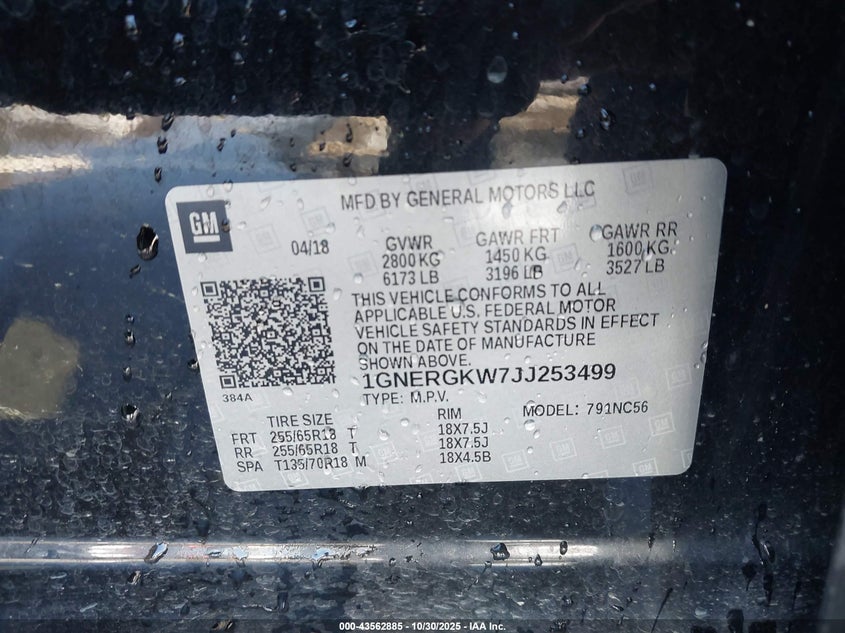 MFD BY GENERAL MOTORS LLC
GM
04/18
GVWR GAWR FRT GAWR RR
2800 KG 1450 KG 1600 KG
6173 LB 3196 LB 3527 LB
THIS VEHICLE CONFORMS TO ALL
APPLICABLE U.S. FEDERAL MOTOR
VEHICLE SAFETY STANDARDS IN EFFECT
ON THE DATE OF MANUFACTURE
SHOWN ABOVE.
384A
1GNERGKW7JJ253499
TYPE: M.P.V. MODEL: 791NC56
TIRE SIZE RIM
FRT 255/65R18 T 18X7.5J
RR 255/65R18 T 18X7.5J
SPA T135/70R18 M 18X4.5B
000-43562885 - 10/30/2025 - IAA Inc.